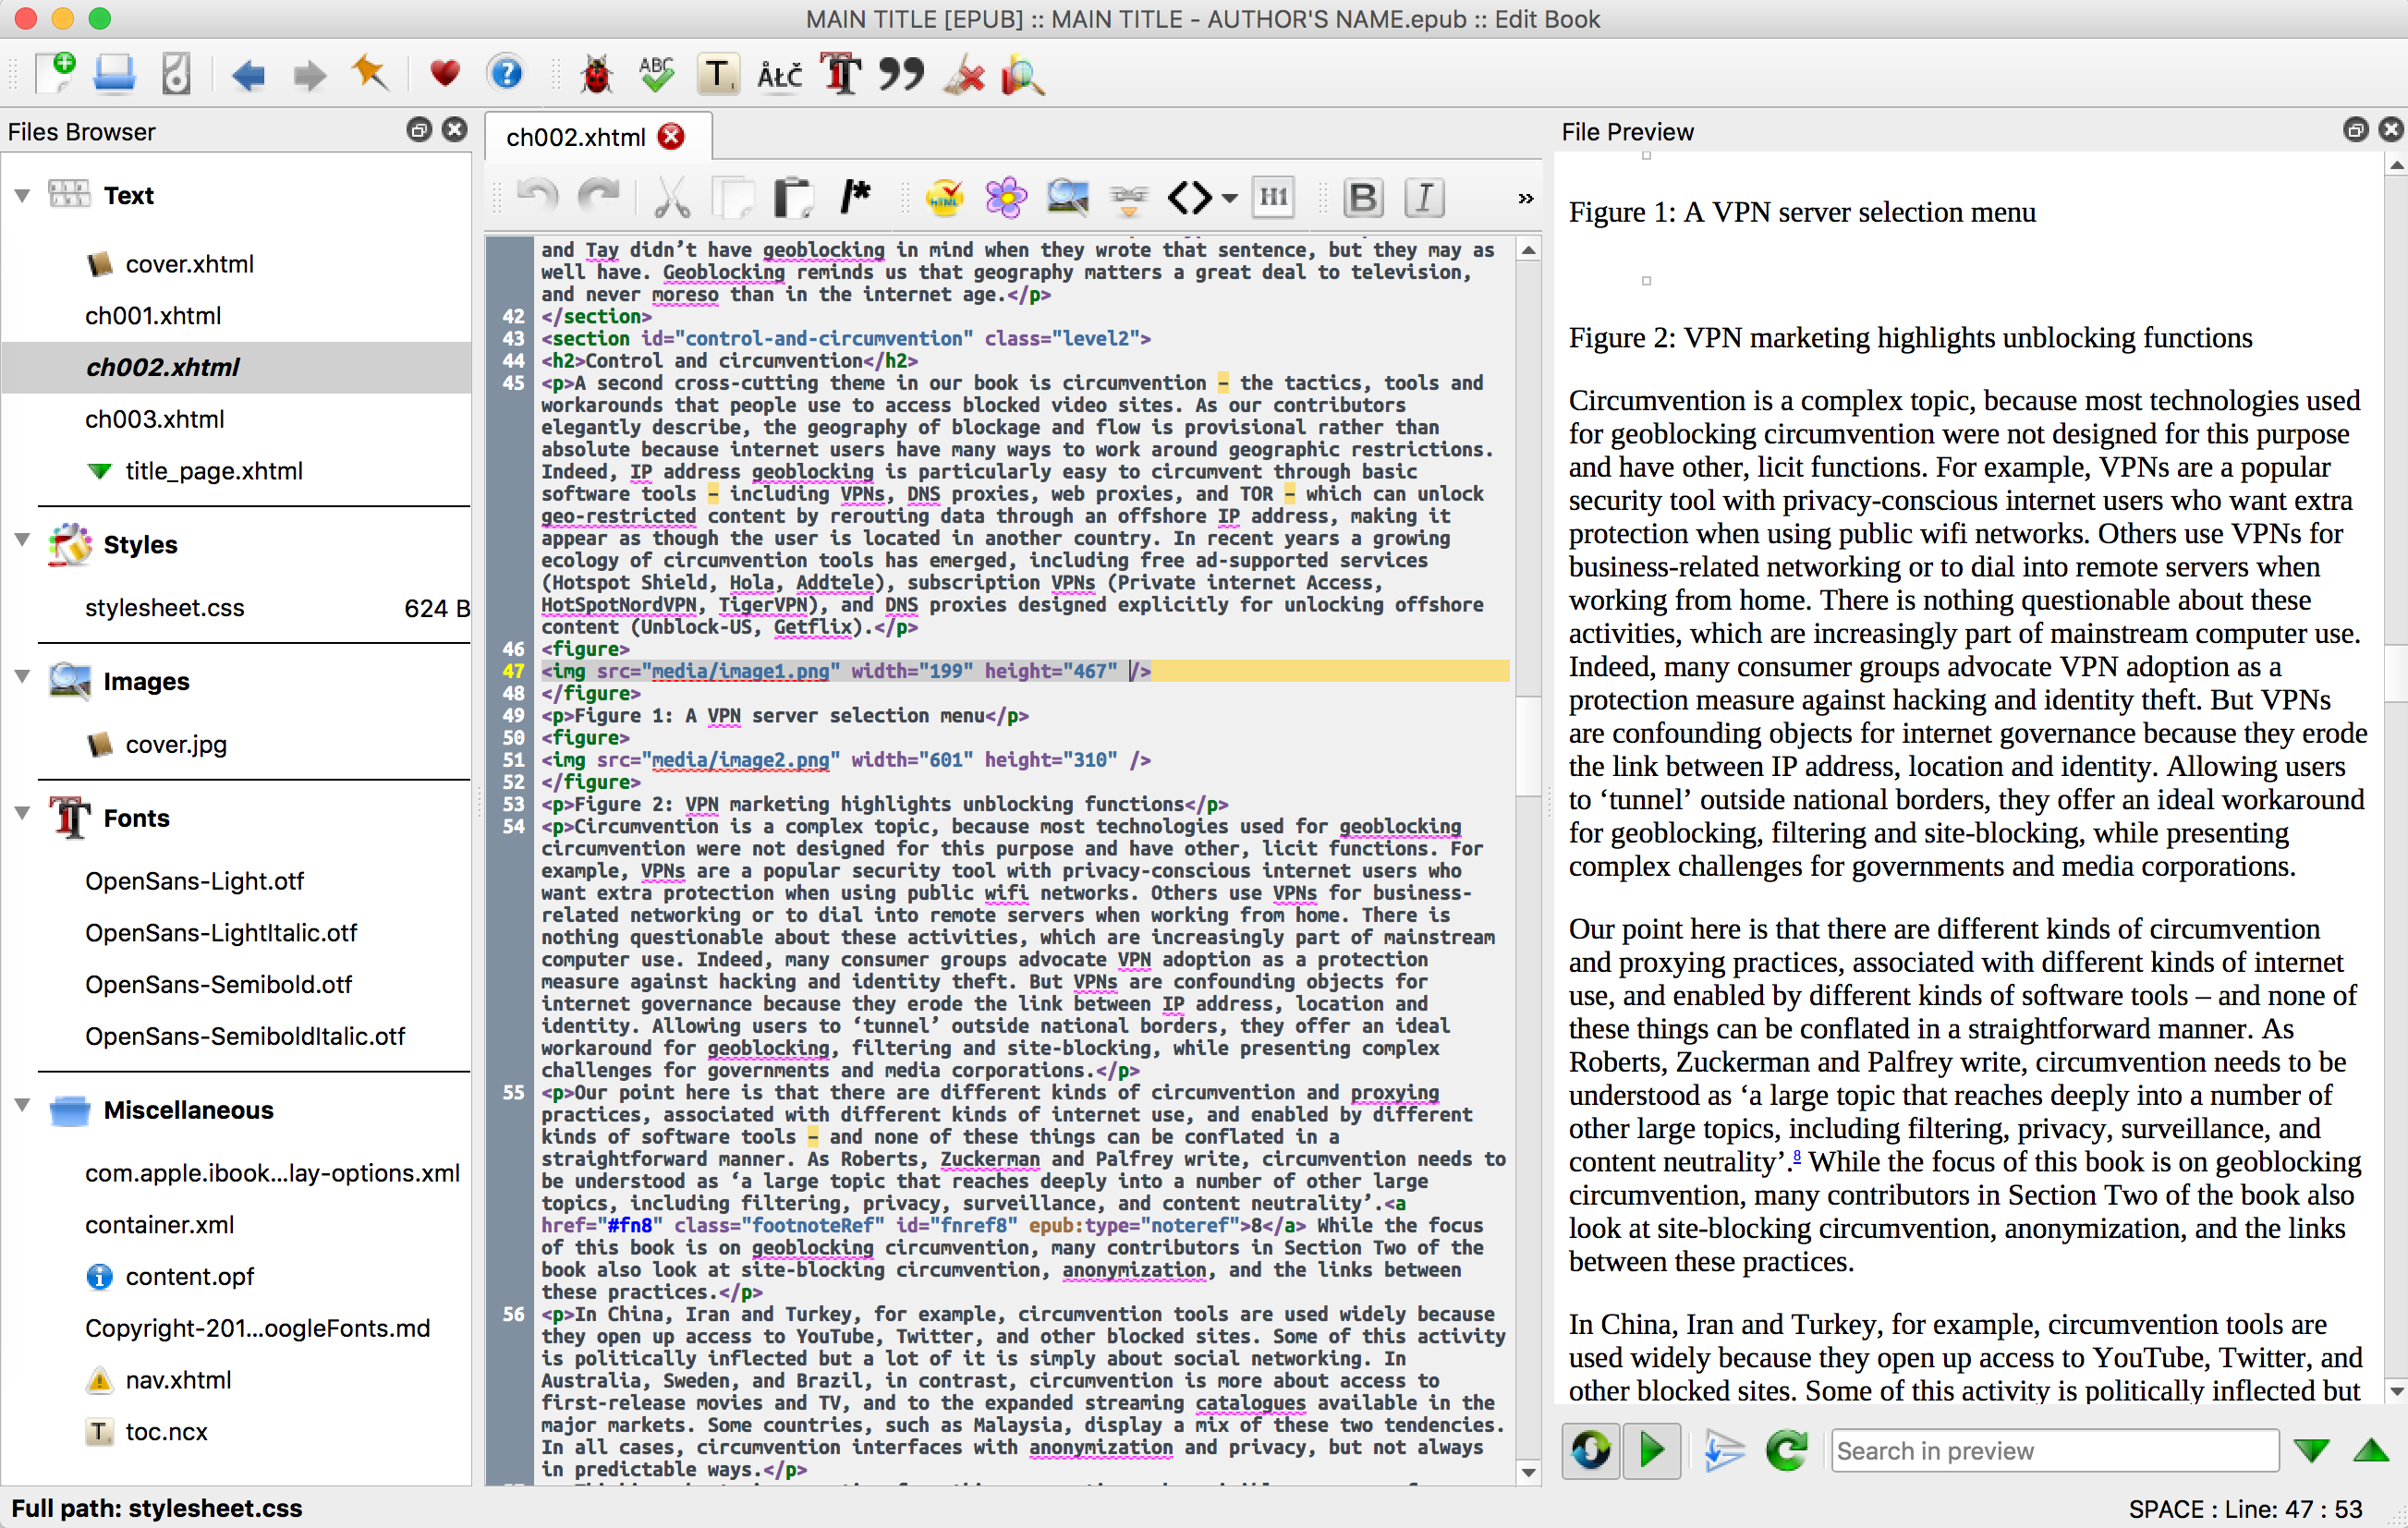 MAIN TITLE [EPUB] :: MAIN TITLE - AUTHOR'S NAME.epub :: Edit Book
ABC
T
ÅŁČ
Files Browser
Text
cover.xhtml
ch001.xhtml
ch002.xhtml
ch003.xhtml
title_page.xhtml
Styles
stylesheet.css 624 B
Images
cover.jpg
Fonts
OpenSans-Light.otf
OpenSans-LightItalic.otf
OpenSans-Semibold.otf
OpenSans-SemiboldItalic.otf
Miscellaneous
com.apple.ibook...lay-options.xml
container.xml
content.opf
Copyright-201...oogleFonts.md
nav.xhtml
toc.ncx
Full path: stylesheet.css
ch002.xhtml
/* HTML <> H1 B I »
and Tay didn’t have geoblocking in mind when they wrote that sentence, but they may as
well have. Geoblocking reminds us that geography matters a great deal to television,
and never moreso than in the internet age.</p>
42 </section>
43 <section id="control-and-circumvention" class="level2">
44 <h2>Control and circumvention</h2>
45 <p>A second cross-cutting theme in our book is circumvention – the tactics, tools and
workarounds that people use to access blocked video sites. As our contributors
elegantly describe, the geography of blockage and flow is provisional rather than
absolute because internet users have many ways to work around geographic restrictions.
Indeed, IP address geoblocking is particularly easy to circumvent through basic
software tools – including VPNs, DNS proxies, web proxies, and TOR – which can unlock
geo-restricted content by rerouting data through an offshore IP address, making it
appear as though the user is located in another country. In recent years a growing
ecology of circumvention tools has emerged, including free ad-supported services
(Hotspot Shield, Hola, Addtele), subscription VPNs (Private internet Access,
HotSpotNordVPN, TigerVPN), and DNS proxies designed explicitly for unlocking offshore
content (Unblock-US, Getflix).</p>
46 <figure>
47 <img src="media/image1.png" width="199" height="467" />
48 </figure>
49 <p>Figure 1: A VPN server selection menu</p>
50 <figure>
51 <img src="media/image2.png" width="601" height="310" />
52 </figure>
53 <p>Figure 2: VPN marketing highlights unblocking functions</p>
54 <p>Circumvention is a complex topic, because most technologies used for geoblocking
circumvention were not designed for this purpose and have other, licit functions. For
example, VPNs are a popular security tool with privacy-conscious internet users who
want extra protection when using public wifi networks. Others use VPNs for business-
related networking or to dial into remote servers when working from home. There is
nothing questionable about these activities, which are increasingly part of mainstream
computer use. Indeed, many consumer groups advocate VPN adoption as a protection
measure against hacking and identity theft. But VPNs are confounding objects for
internet governance because they erode the link between IP address, location and
identity. Allowing users to ‘tunnel’ outside national borders, they offer an ideal
workaround for geoblocking, filtering and site-blocking, while presenting complex
challenges for governments and media corporations.</p>
55 <p>Our point here is that there are different kinds of circumvention and proxying
practices, associated with different kinds of internet use, and enabled by different
kinds of software tools – and none of these things can be conflated in a
straightforward manner. As Roberts, Zuckerman and Palfrey write, circumvention needs to
be understood as ‘a large topic that reaches deeply into a number of other large
topics, including filtering, privacy, surveillance, and content neutrality’.<a
href="#fn8" class="footnoteRef" id="fnref8" epub:type="noteref">8</a> While the focus
of this book is on geoblocking circumvention, many contributors in Section Two of the
book also look at site-blocking circumvention, anonymization, and the links between
these practices.</p>
56 <p>In China, Iran and Turkey, for example, circumvention tools are used widely because
they open up access to YouTube, Twitter, and other blocked sites. Some of this activity
is politically inflected but a lot of it is simply about social networking. In
Australia, Sweden, and Brazil, in contrast, circumvention is more about access to
first-release movies and TV, and to the expanded streaming catalogues available in the
major markets. Some countries, such as Malaysia, display a mix of these two tendencies.
In all cases, circumvention interfaces with anonymization and privacy, but not always
in predictable ways.</p>
File Preview
Figure 1: A VPN server selection menu
Figure 2: VPN marketing highlights unblocking functions
Circumvention is a complex topic, because most technologies used
for geoblocking circumvention were not designed for this purpose
and have other, licit functions. For example, VPNs are a popular
security tool with privacy-conscious internet users who want extra
protection when using public wifi networks. Others use VPNs for
business-related networking or to dial into remote servers when
working from home. There is nothing questionable about these
activities, which are increasingly part of mainstream computer use.
Indeed, many consumer groups advocate VPN adoption as a
protection measure against hacking and identity theft. But VPNs
are confounding objects for internet governance because they erode
the link between IP address, location and identity. Allowing users
to ‘tunnel’ outside national borders, they offer an ideal workaround
for geoblocking, filtering and site-blocking, while presenting
complex challenges for governments and media corporations.
Our point here is that there are different kinds of circumvention
and proxying practices, associated with different kinds of internet
use, and enabled by different kinds of software tools – and none of
these things can be conflated in a straightforward manner. As
Roberts, Zuckerman and Palfrey write, circumvention needs to be
understood as ‘a large topic that reaches deeply into a number of
other large topics, including filtering, privacy, surveillance, and
content neutrality’.8 While the focus of this book is on geoblocking
circumvention, many contributors in Section Two of the book also
look at site-blocking circumvention, anonymization, and the links
between these practices.
In China, Iran and Turkey, for example, circumvention tools are
used widely because they open up access to YouTube, Twitter, and
other blocked sites. Some of this activity is politically inflected but
Search in preview
SPACE : Line: 47 : 53